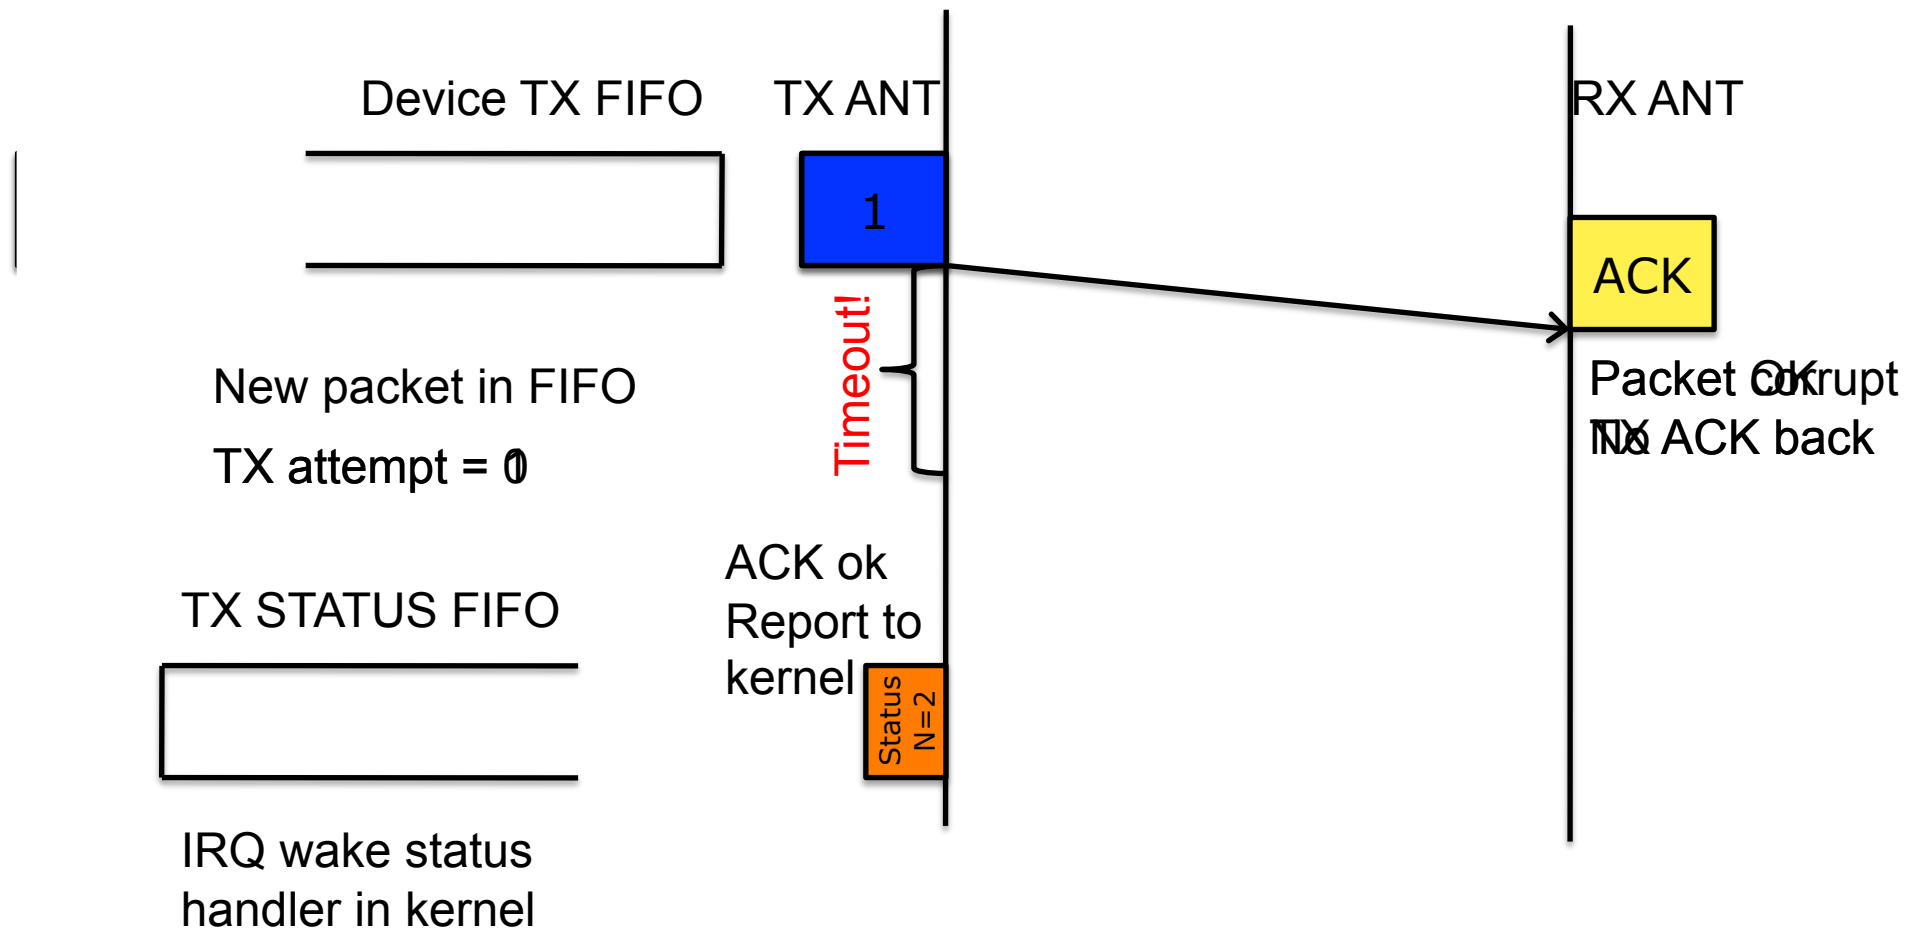 Device TX FIFO
TX ANT
RX ANT
1
ACK
Timeout!
New packet in FIFO
TX attempt =
Packet
ACK back
ACK ok
Report to
kernel
TX STATUS FIFO
Status
N=2
IRQ wake status
handler in kernel